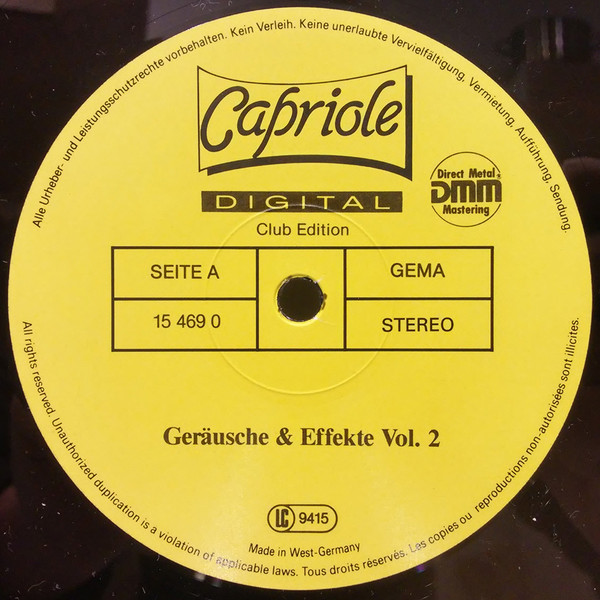 Alle Urheber- und Leistungsschutzrechte vorbehalten. Kein Verleih. Keine unerlaubte Vervielfältigung, Vermietung, Aufführung, Sendung.
Capriole
DIGITAL
Club Edition
Direct Metal
DMM
Mastering
SEITE A
GEMA
15 469 0
STEREO
Geräusche & Effekte Vol. 2
LC 9415
Made in West-Germany
All rights reserved. Unauthorized duplication is a violation of applicable laws. Tous droits réservés. Les copies ou reproductions non-autorisées sont illicites.